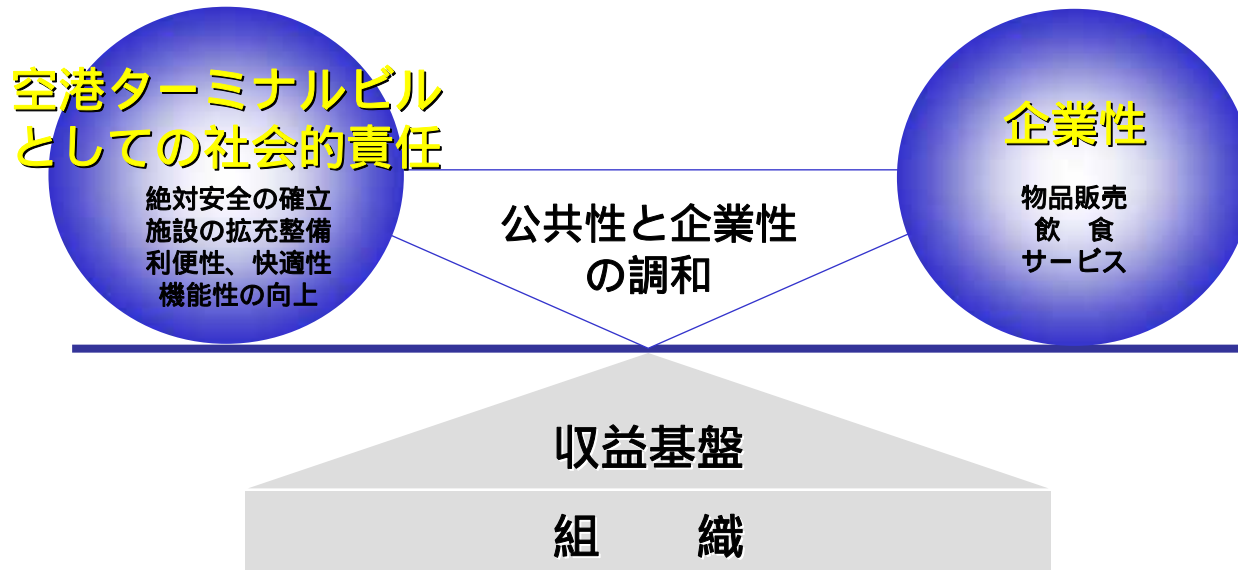 空港ターミナルビル
としての社会的責任
絶対安全の確立
施設の拡充整備
利便性、快適性
機能性の向上
公共性と企業性
の調和
企業性
物品販売
飲　食
サービス
収益基盤
組　　織